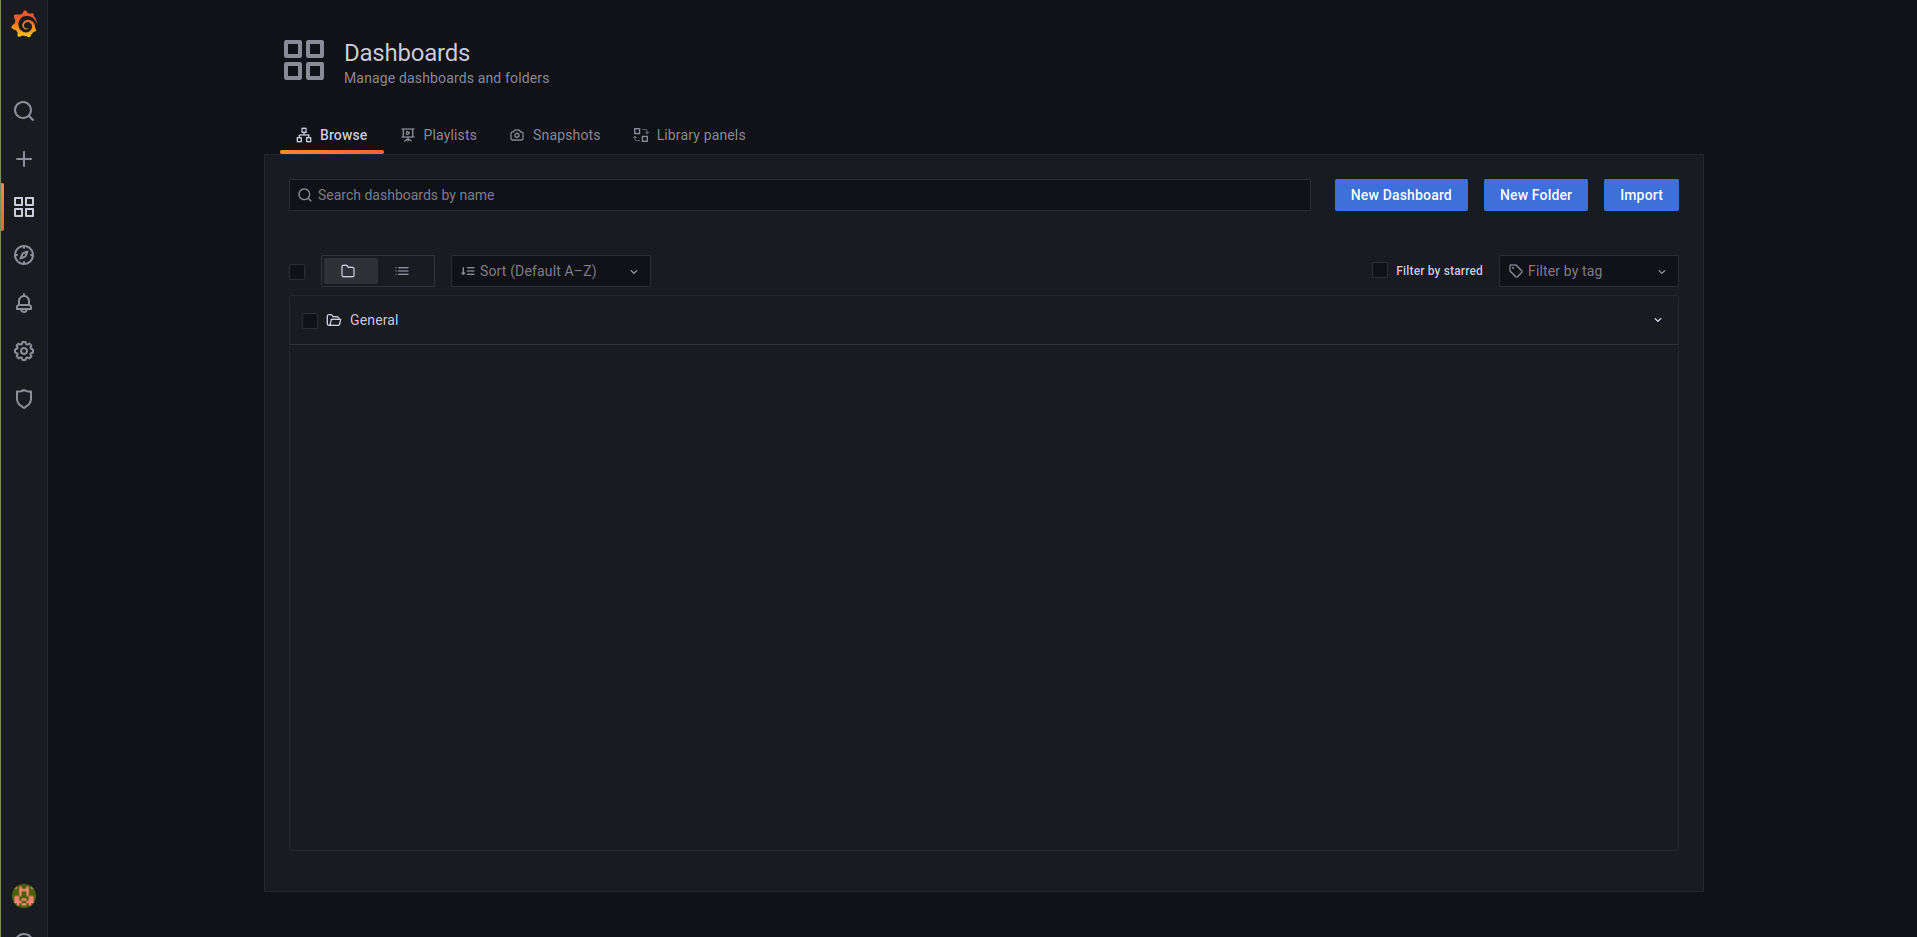 Dashboards
Manage dashboards and folders
Browse Playlists Snapshots Library panels
Search dashboards by name New Dashboard New Folder Import
Sort (Default A–Z) Filter by starred Filter by tag
General